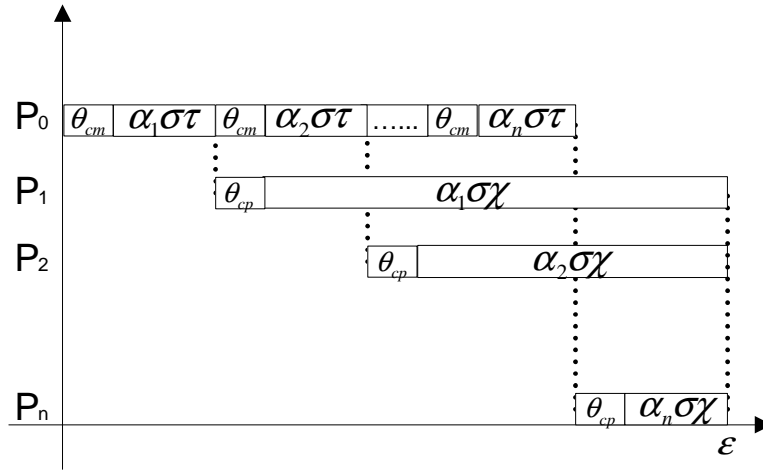 P₀ θcm α₁στ θcm α₂στ ...... θcm αₙστ
P₁ θcp α₁σχ
P₂ θcp α₂σχ
Pₙ θcp αₙσχ
ε